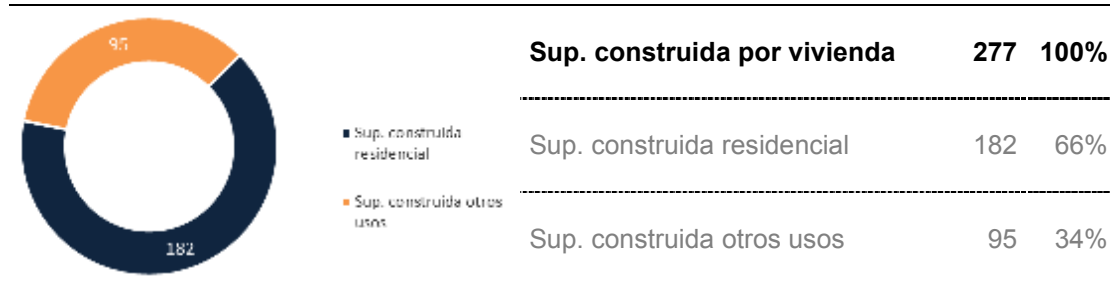 95
182
Sup. construida
residencial
Sup. construida otros
usos
Sup. construida por vivienda 277 100%
Sup. construida residencial 182 66%
Sup. construida otros usos 95 34%